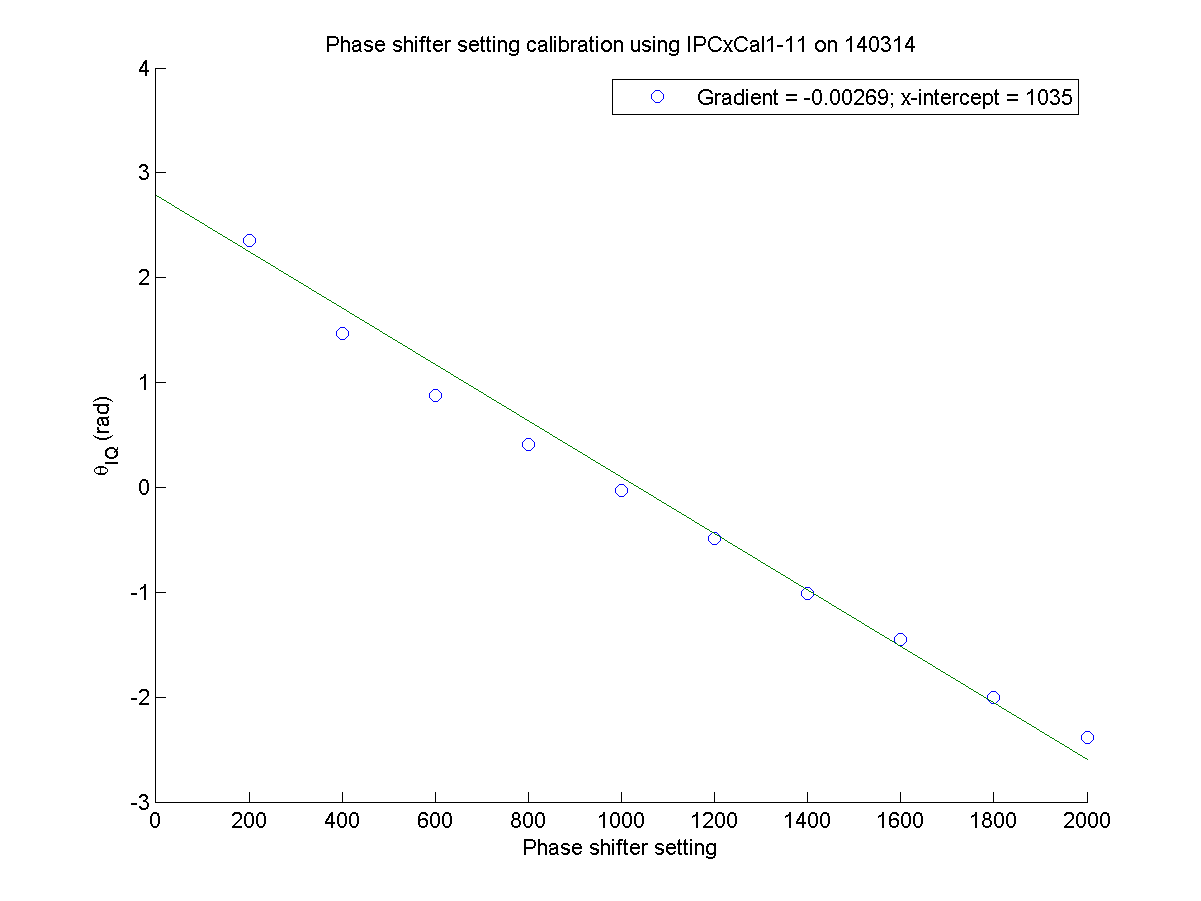 Phase shifter setting calibration using IPCxCal1-11 on 140314
Gradient = -0.00269; x-intercept = 1035
4
3
2
1
0
-1
-2
-3
θIQ (rad)
0 200 400 600 800 1000 1200 1400 1600 1800 2000
Phase shifter setting